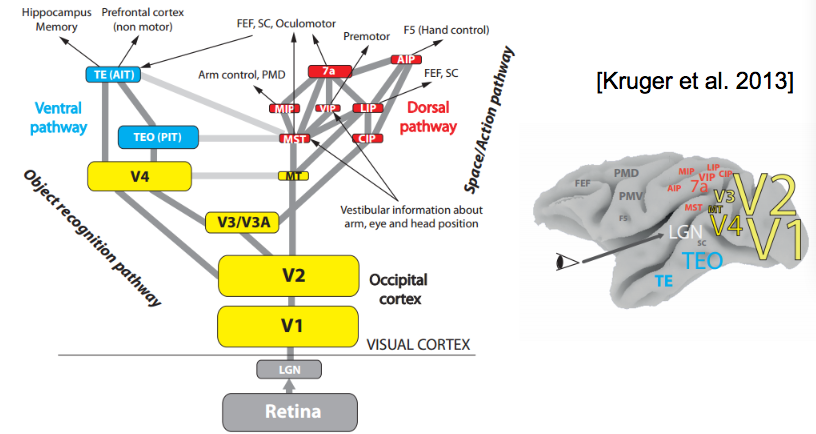 Hippocampus
Memory
Prefrontal cortex
(non motor)
FEF, SC, Oculomotor
Premotor
F5 (Hand control)
TE (AIT)
Arm control, PMD
7a
AIP
FEF, SC
Ventral
pathway
MIP
VIP
LIP
Dorsal
pathway
TEO (PIT)
MST
CIP
V4
MT
Space/Action pathway
Object recognition pathway
V3/V3A
Vestibular information about
arm, eye and head position
V2
Occipital
cortex
V1
VISUAL CORTEX
LGN
Retina
[Kruger et al. 2013]
FEF
PMD
PMV
F5
MIP
LIP
VIP
CIP
AIP
7a
MST
MT
V3
V2
V4
V1
LGN
SC
TEO
TE